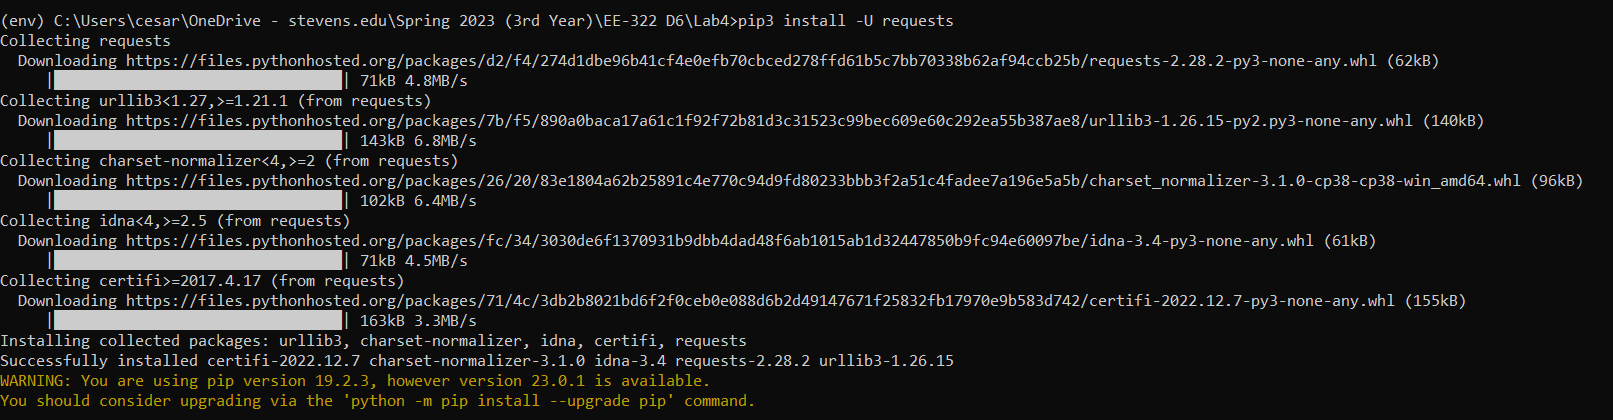 (env) C:\Users\cesar\OneDrive - stevens.edu\Spring 2023 (3rd Year)\EE-322 D6\Lab4>pip3 install -U requests
Collecting requests
  Downloading https://files.pythonhosted.org/packages/d2/f4/274d1dbe96b41cf4e0efb70cbced278ffd61b5c7bb70338b62af94ccb25b/requests-2.28.2-py3-none-any.whl (62kB)
     |████████████████████████████████| 71kB 4.8MB/s
Collecting urllib3<1.27,>=1.21.1 (from requests)
  Downloading https://files.pythonhosted.org/packages/7b/f5/890a0baca17a61c1f92f72b81d3c31523c99bec609e60c292ea55b387ae8/urllib3-1.26.15-py2.py3-none-any.whl (140kB)
     |████████████████████████████████| 143kB 6.8MB/s
Collecting charset-normalizer<4,>=2 (from requests)
  Downloading https://files.pythonhosted.org/packages/26/20/83e1804a62b25891c4e770c94d9fd80233bbb3f2a51c4fadee7a196e5a5b/charset_normalizer-3.1.0-cp38-cp38-win_amd64.whl (96kB)
     |████████████████████████████████| 102kB 6.4MB/s
Collecting idna<4,>=2.5 (from requests)
  Downloading https://files.pythonhosted.org/packages/fc/34/3030de6f1370931b9dbb4dad48f6ab1015ab1d32447850b9fc94e60097be/idna-3.4-py3-none-any.whl (61kB)
     |████████████████████████████████| 71kB 4.5MB/s
Collecting certifi>=2017.4.17 (from requests)
  Downloading https://files.pythonhosted.org/packages/71/4c/3db2b8021bd6f2f0ceb0e088d6b2d49147671f25832fb17970e9b583d742/certifi-2022.12.7-py3-none-any.whl (155kB)
     |████████████████████████████████| 163kB 3.3MB/s
Installing collected packages: urllib3, charset-normalizer, idna, certifi, requests
Successfully installed certifi-2022.12.7 charset-normalizer-3.1.0 idna-3.4 requests-2.28.2 urllib3-1.26.15
WARNING: You are using pip version 19.2.3, however version 23.0.1 is available.
You should consider upgrading via the 'python -m pip install --upgrade pip' command.